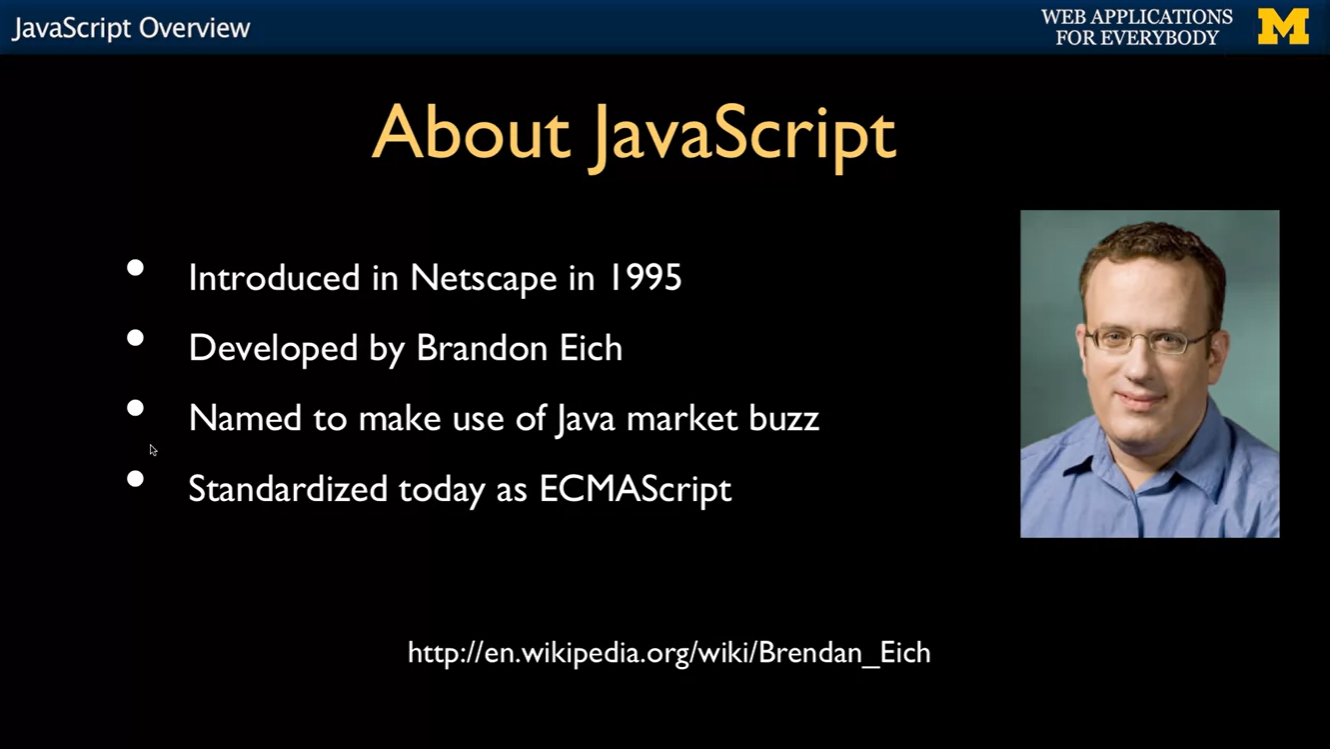 JavaScript Overview
WEB APPLICATIONS
FOR EVERYBODY
M
About JavaScript
• Introduced in Netscape in 1995
• Developed by Brandon Eich
• Named to make use of Java market buzz
• Standardized today as ECMAScript
http://en.wikipedia.org/wiki/Brendan_Eich